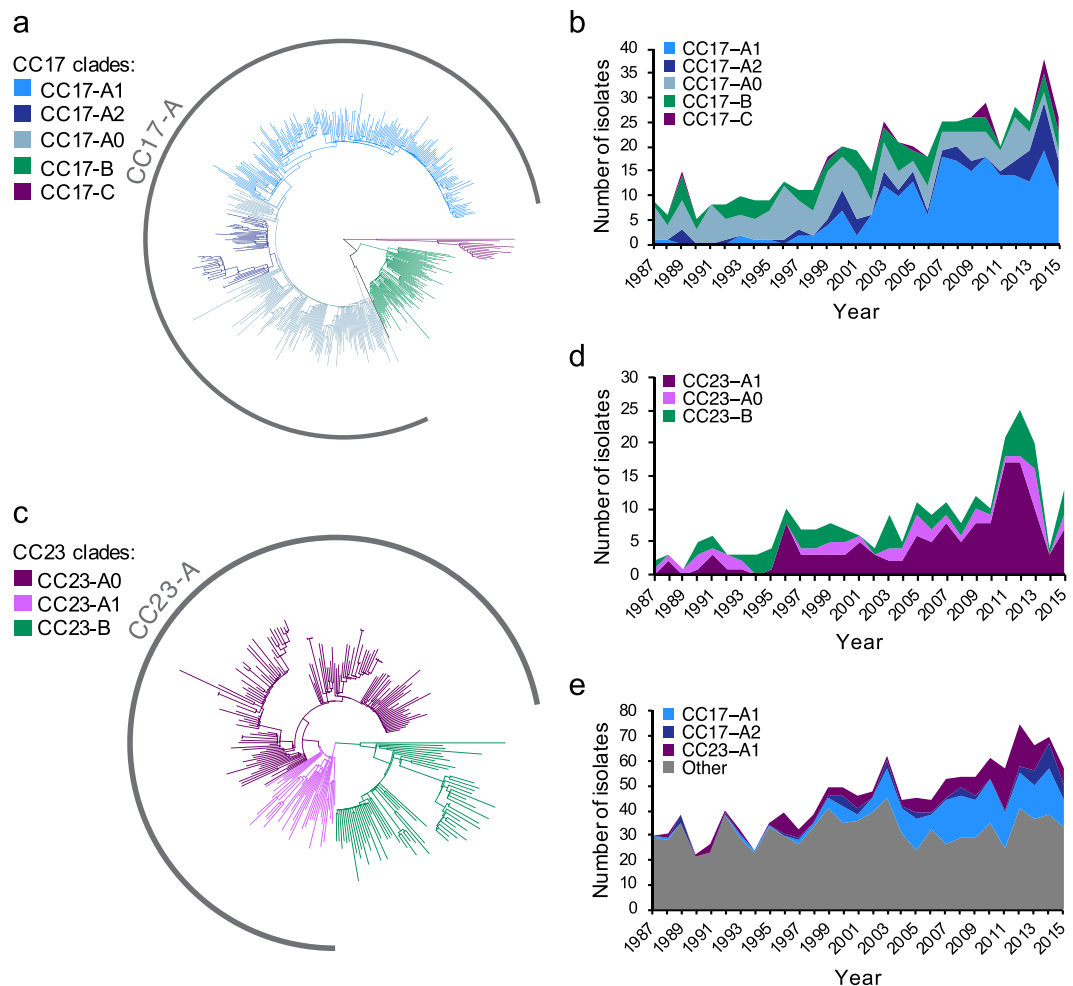 a
CC17 clades:
CC17-A1
CC17-A2
CC17-A0
CC17-B
CC17-C
CC17-A
b
CC17–A1
CC17–A2
CC17–A0
CC17–B
CC17–C
Number of isolates
40
35
30
25
20
15
10
5
0
1987
1989
1991
1993
1995
1997
1999
2001
2003
2005
2007
2009
2011
2013
2015
Year
c
CC23 clades:
CC23-A0
CC23-A1
CC23-B
CC23-A
d
CC23–A1
CC23–A0
CC23–B
Number of isolates
30
25
20
15
10
5
0
1987
1989
1991
1993
1995
1997
1999
2001
2003
2005
2007
2009
2011
2013
2015
Year
e
CC17–A1
CC17–A2
CC23–A1
Other
Number of isolates
80
70
60
50
40
30
20
10
0
1987
1989
1991
1993
1995
1997
1999
2001
2003
2005
2007
2009
2011
2013
2015
Year